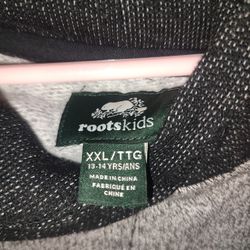 rootskids
XXL/TTG
13-14 YRS/ANS
MADE IN CHINA
FABRIQUÉ EN
CHINE